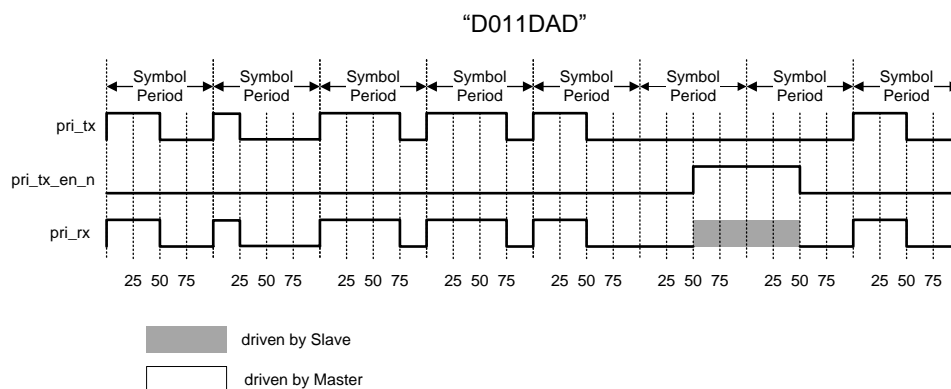 “D011DAD”
Symbol Period Symbol Period Symbol Period Symbol Period Symbol Period Symbol Period Symbol Period Symbol Period
pri_tx
pri_tx_en_n
pri_rx
25 50 75 25 50 75 25 50 75 25 50 75 25 50 75 25 50 75 25 50 75 25 50 75
driven by Slave
driven by Master